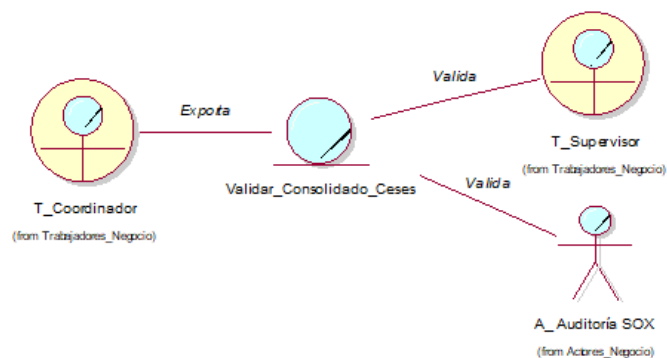 Valida
T_Supervisor
(from Trabajadores_Negocio)
Exporta
T_Coordinador
(from Trabajadores_Negocio)
Validar_Consolidado_Ceses
Valida
A_ Auditoría SOX
(from Actores_Negocio)